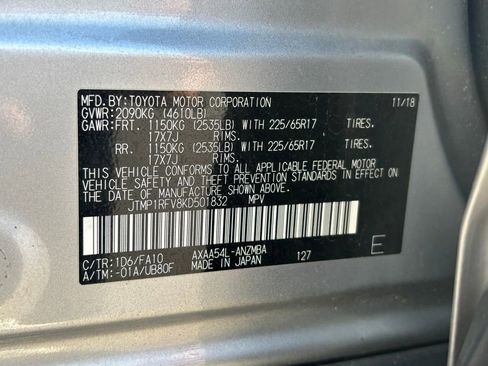 MFD.BY:TOYOTA MOTOR CORPORATION 11/18
GVWR:2090KG (4610LB)
GAWR:FRT. 1150KG (2535LB) WITH 225/65R17 TIRES.
17X7J RIMS.
RR. 1150KG (2535LB) WITH 225/65R17 TIRES.
17X7J RIMS.
THIS VEHICLE CONFORMS TO ALL APPLICABLE FEDERAL MOTOR
VEHICLE SAFETY AND THEFT PREVENTION STANDARDS IN EFFECT ON
THE DATE OF MANUFACTURE SHOWN ABOVE.
JTMP1RFV8KD501832 MPV
C/TR:1D6/FA10 AXAA54L-ANZMBA
A/TM:-01A/UB80F MADE IN JAPAN 127 E